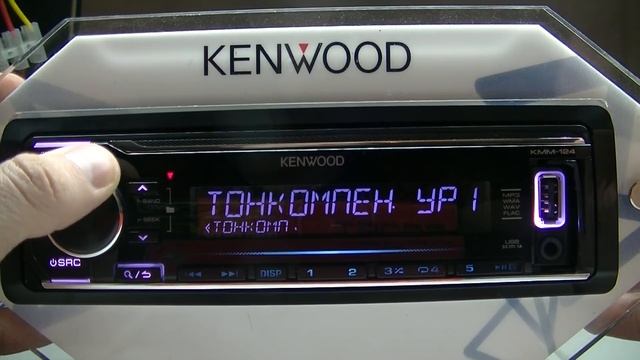 KENWOOD
KENWOOD
KMM-124
ТОНКОМПЕН УР1
<ТОНКОМП.
MP3
WMA
WAV
FLAC
SRC
DISP 1 2 3 4 5